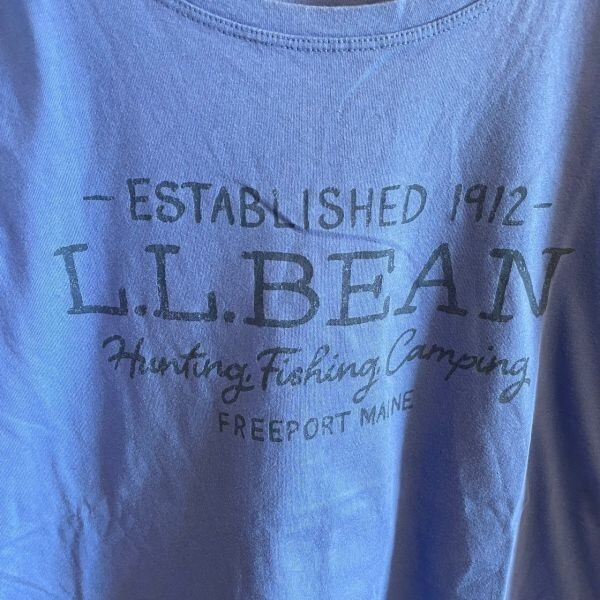 - ESTABLISHED 1912 -
L.L.BEAN
Hunting, Fishing, Camping
FREEPORT MAINE